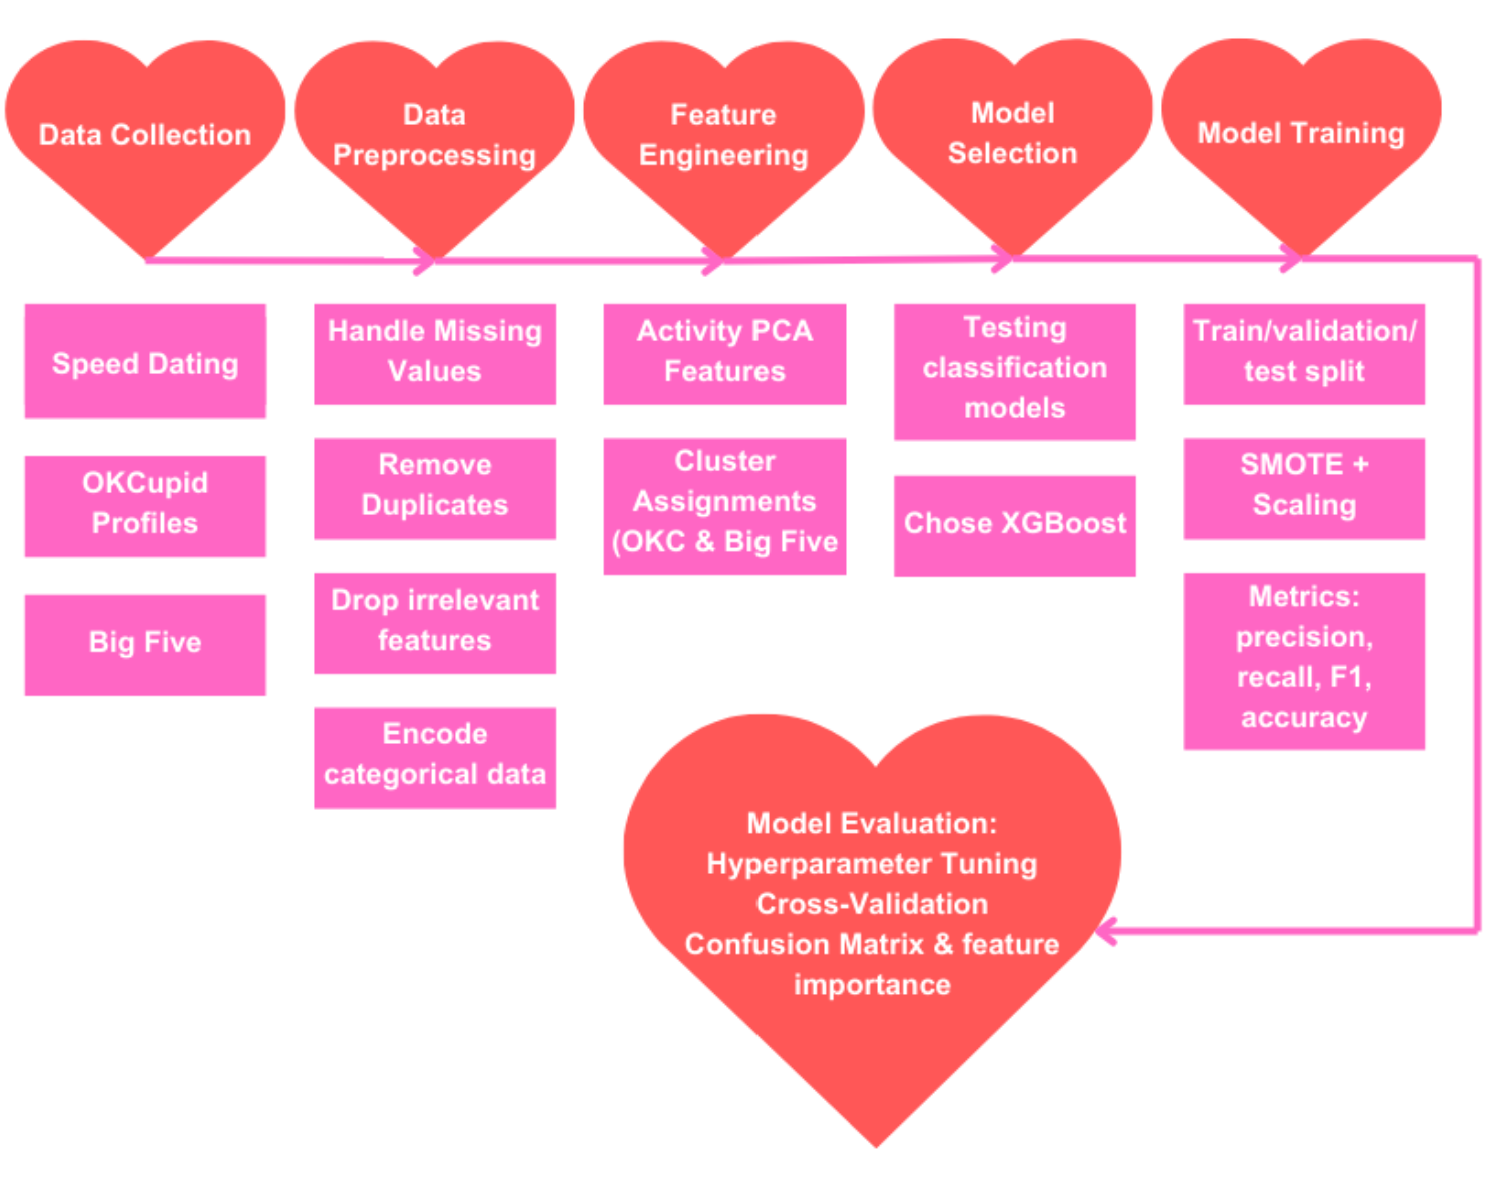 Data Collection
Data
Preprocessing
Feature
Engineering
Model
Selection
Model Training
Speed Dating
OKCupid
Profiles
Big Five
Handle Missing
Values
Remove
Duplicates
Drop irrelevant
features
Encode
categorical data
Activity PCA
Features
Cluster
Assignments
(OKC & Big Five
Testing
classification
models
Chose XGBoost
Train/validation/
test split
SMOTE +
Scaling
Metrics:
precision,
recall, F1,
accuracy
Model Evaluation:
Hyperparameter Tuning
Cross-Validation
Confusion Matrix & feature
importance